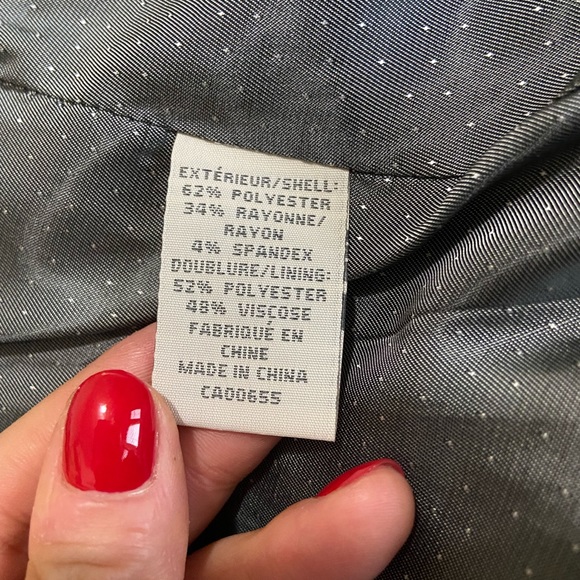 EXTÉRIEUR/SHELL:
62% POLYESTER
34% RAYONNE/
RAYON
4% SPANDEX
DOUBLURE/LINING:
52% POLYESTER
48% VISCOSE
FABRIQUÉ EN
CHINE
MADE IN CHINA
CA00655